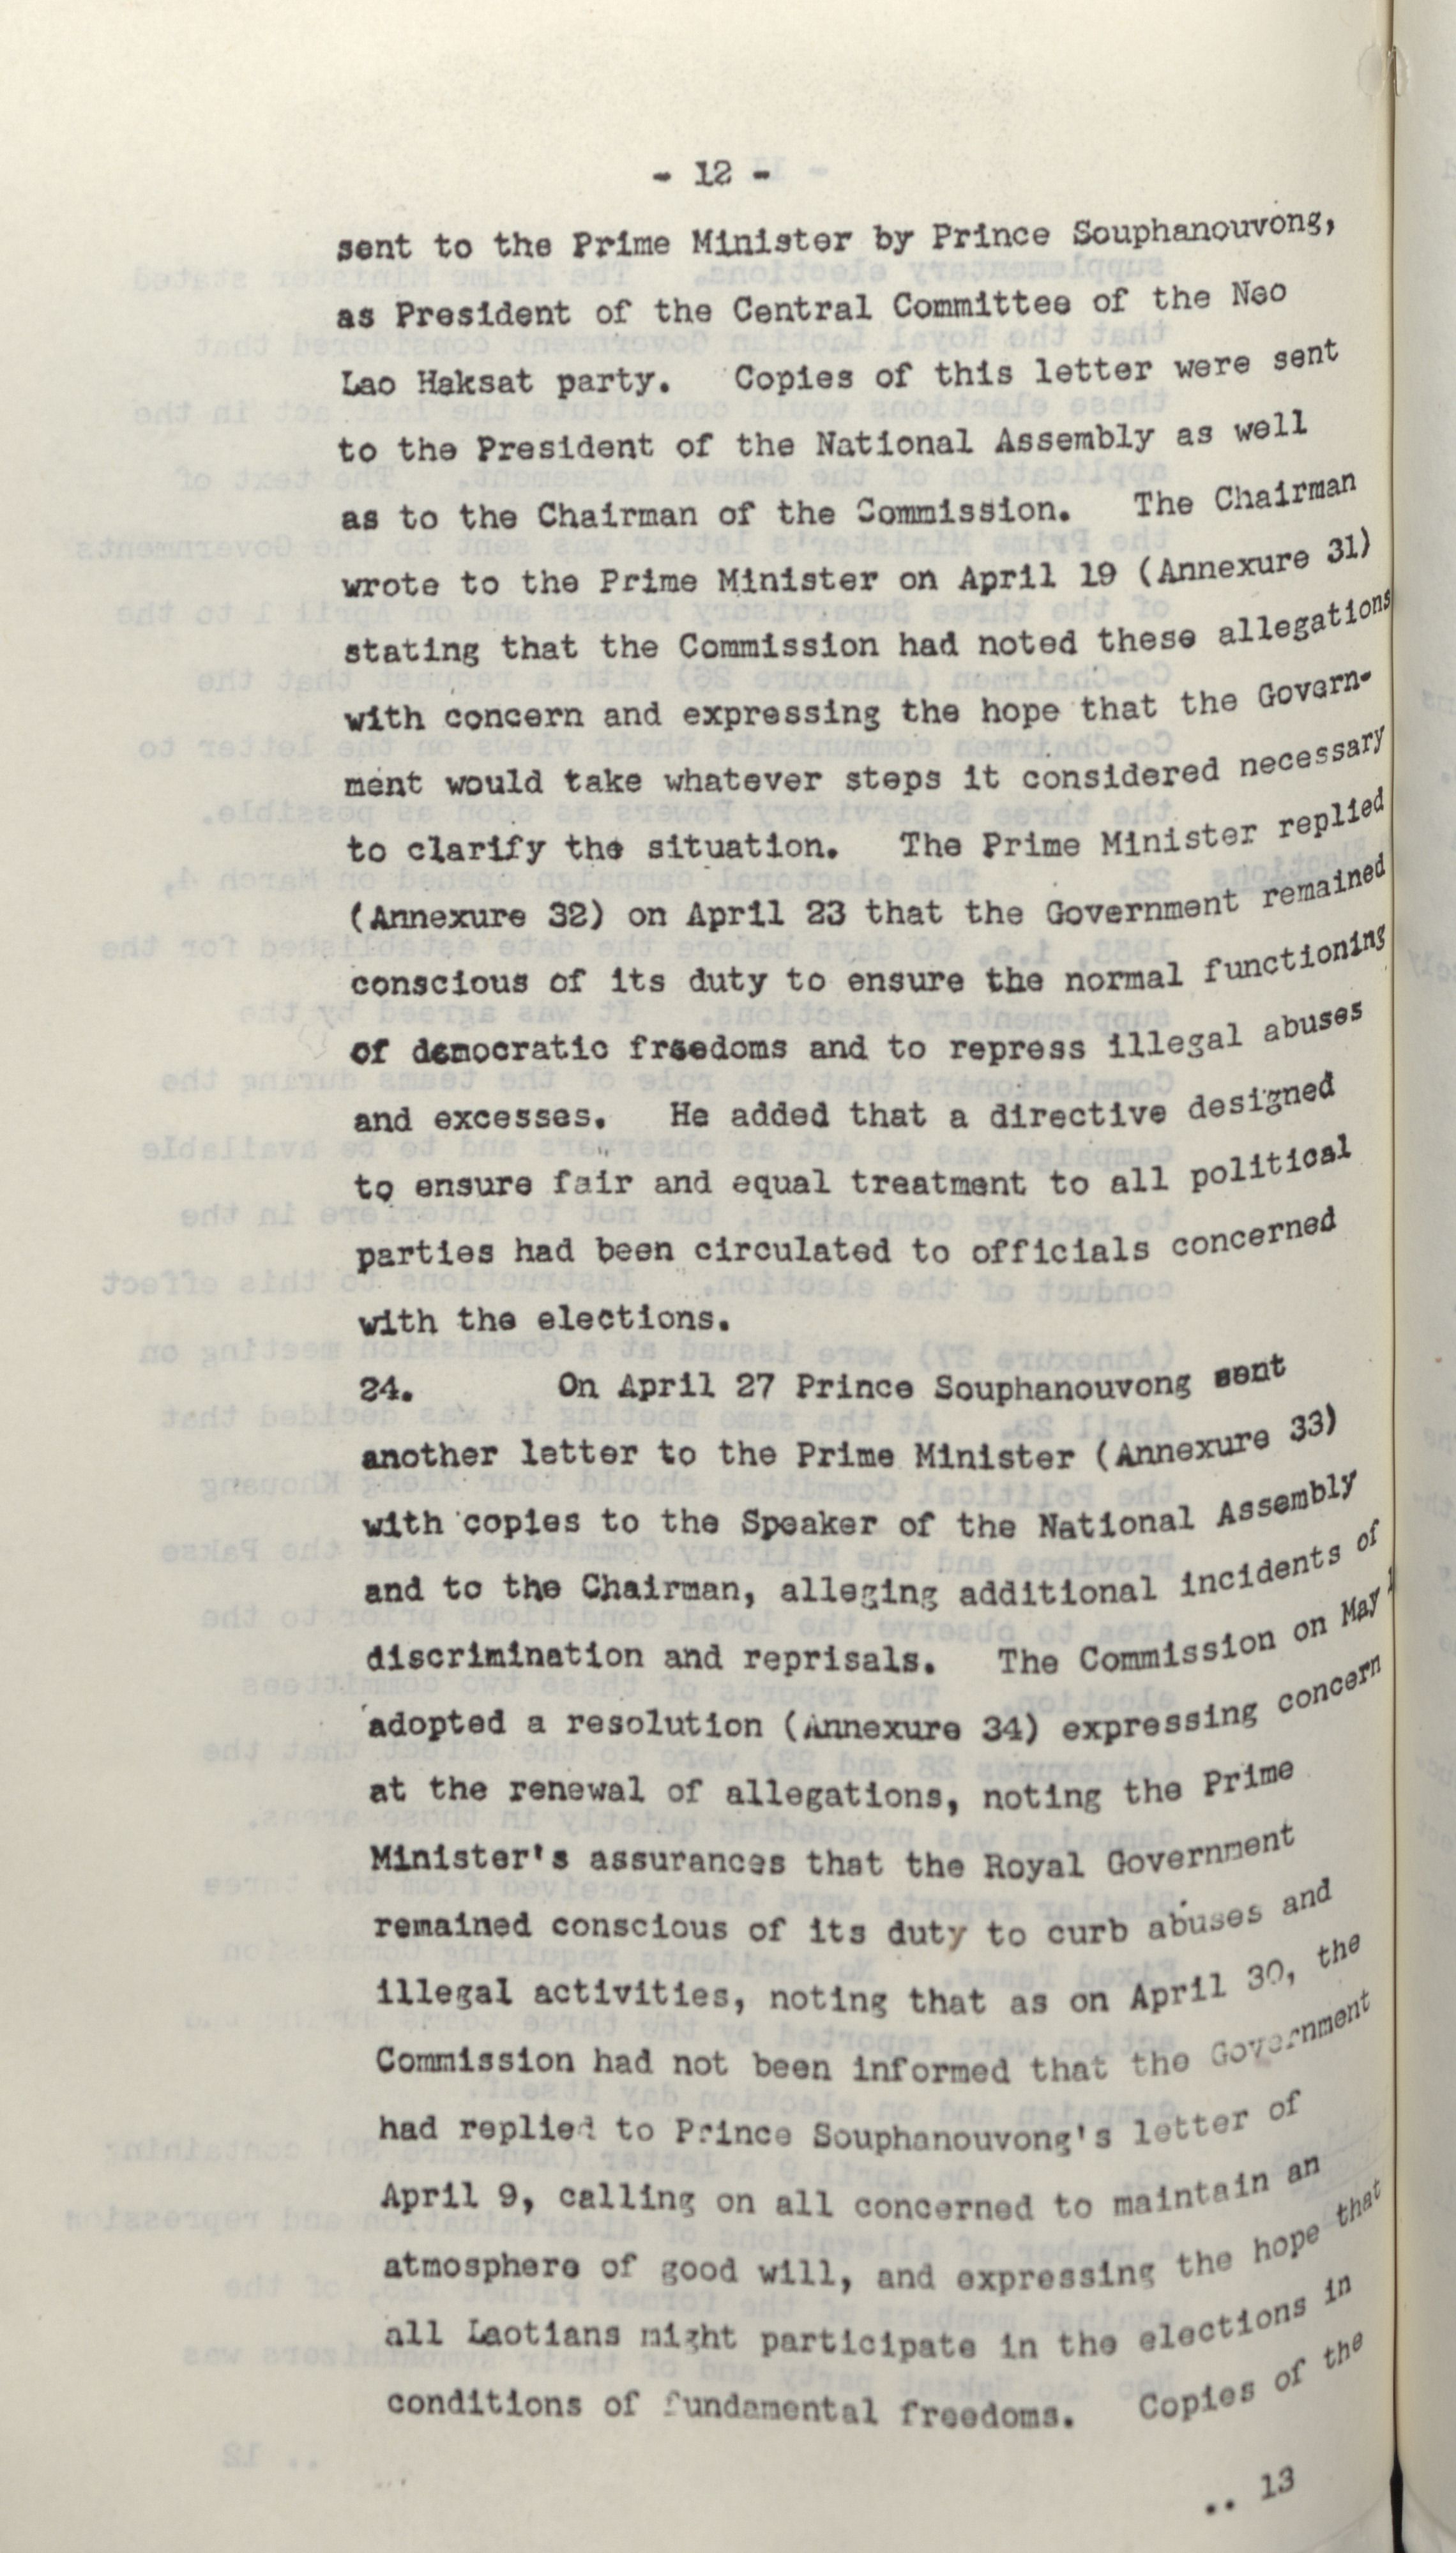 - 12 -
sent to the Prime Minister by Prince Souphanouvong,
as President of the Central Committee of the Neo
Lao Haksat party. Copies of this letter were sent
to the President of the National Assembly as well
as to the Chairman of the Commission. The Chairman
wrote to the Prime Minister on April 19 (Annexure 31)
stating that the Commission had noted these allegations
with concern and expressing the hope that the Govern-
ment would take whatever steps it considered necessary
to clarify the situation. The Prime Minister replied
(Annexure 32) on April 23 that the Government remained
conscious of its duty to ensure the normal functioning
of democratic freedoms and to repress illegal abuses
and excesses. He added that a directive designed
to ensure fair and equal treatment to all political
parties had been circulated to officials concerned
with the elections.
24. On April 27 Prince Souphanouvong sent
another letter to the Prime Minister (Annexure 33)
with copies to the Speaker of the National Assembly
and to the Chairman, alleging additional incidents of
discrimination and reprisals. The Commission on May
adopted a resolution (Annexure 34) expressing concern
at the renewal of allegations, noting the Prime
Minister's assurances that the Royal Government
remained conscious of its duty to curb abuses and
illegal activities, noting that as on April 30, the
Commission had not been informed that the Government
had replied to Prince Souphanouvong's letter of
April 9, calling on all concerned to maintain an
atmosphere of good will, and expressing the hope that
all Laotians might participate in the elections in
conditions of fundamental freedoms. Copies of the
.. 13